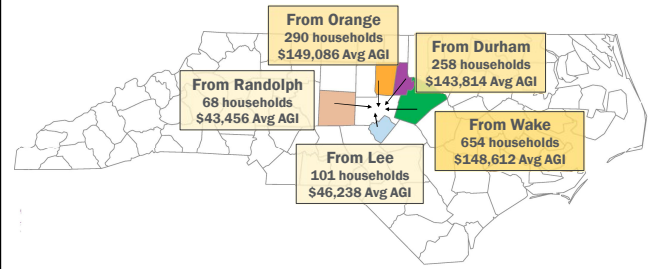 From Orange
290 households
$149,086 Avg AGI
From Durham
258 households
$143,814 Avg AGI
From Randolph
68 households
$43,456 Avg AGI
From Wake
654 households
$148,612 Avg AGI
From Lee
101 households
$46,238 Avg AGI